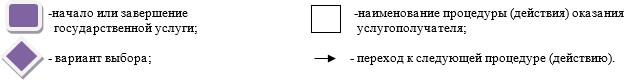 -начало или завершение
государственной услуги;
-наименование процедуры (действия) оказания
услугополучателя;
- вариант выбора;
- переход к следующей процедуре (действию).